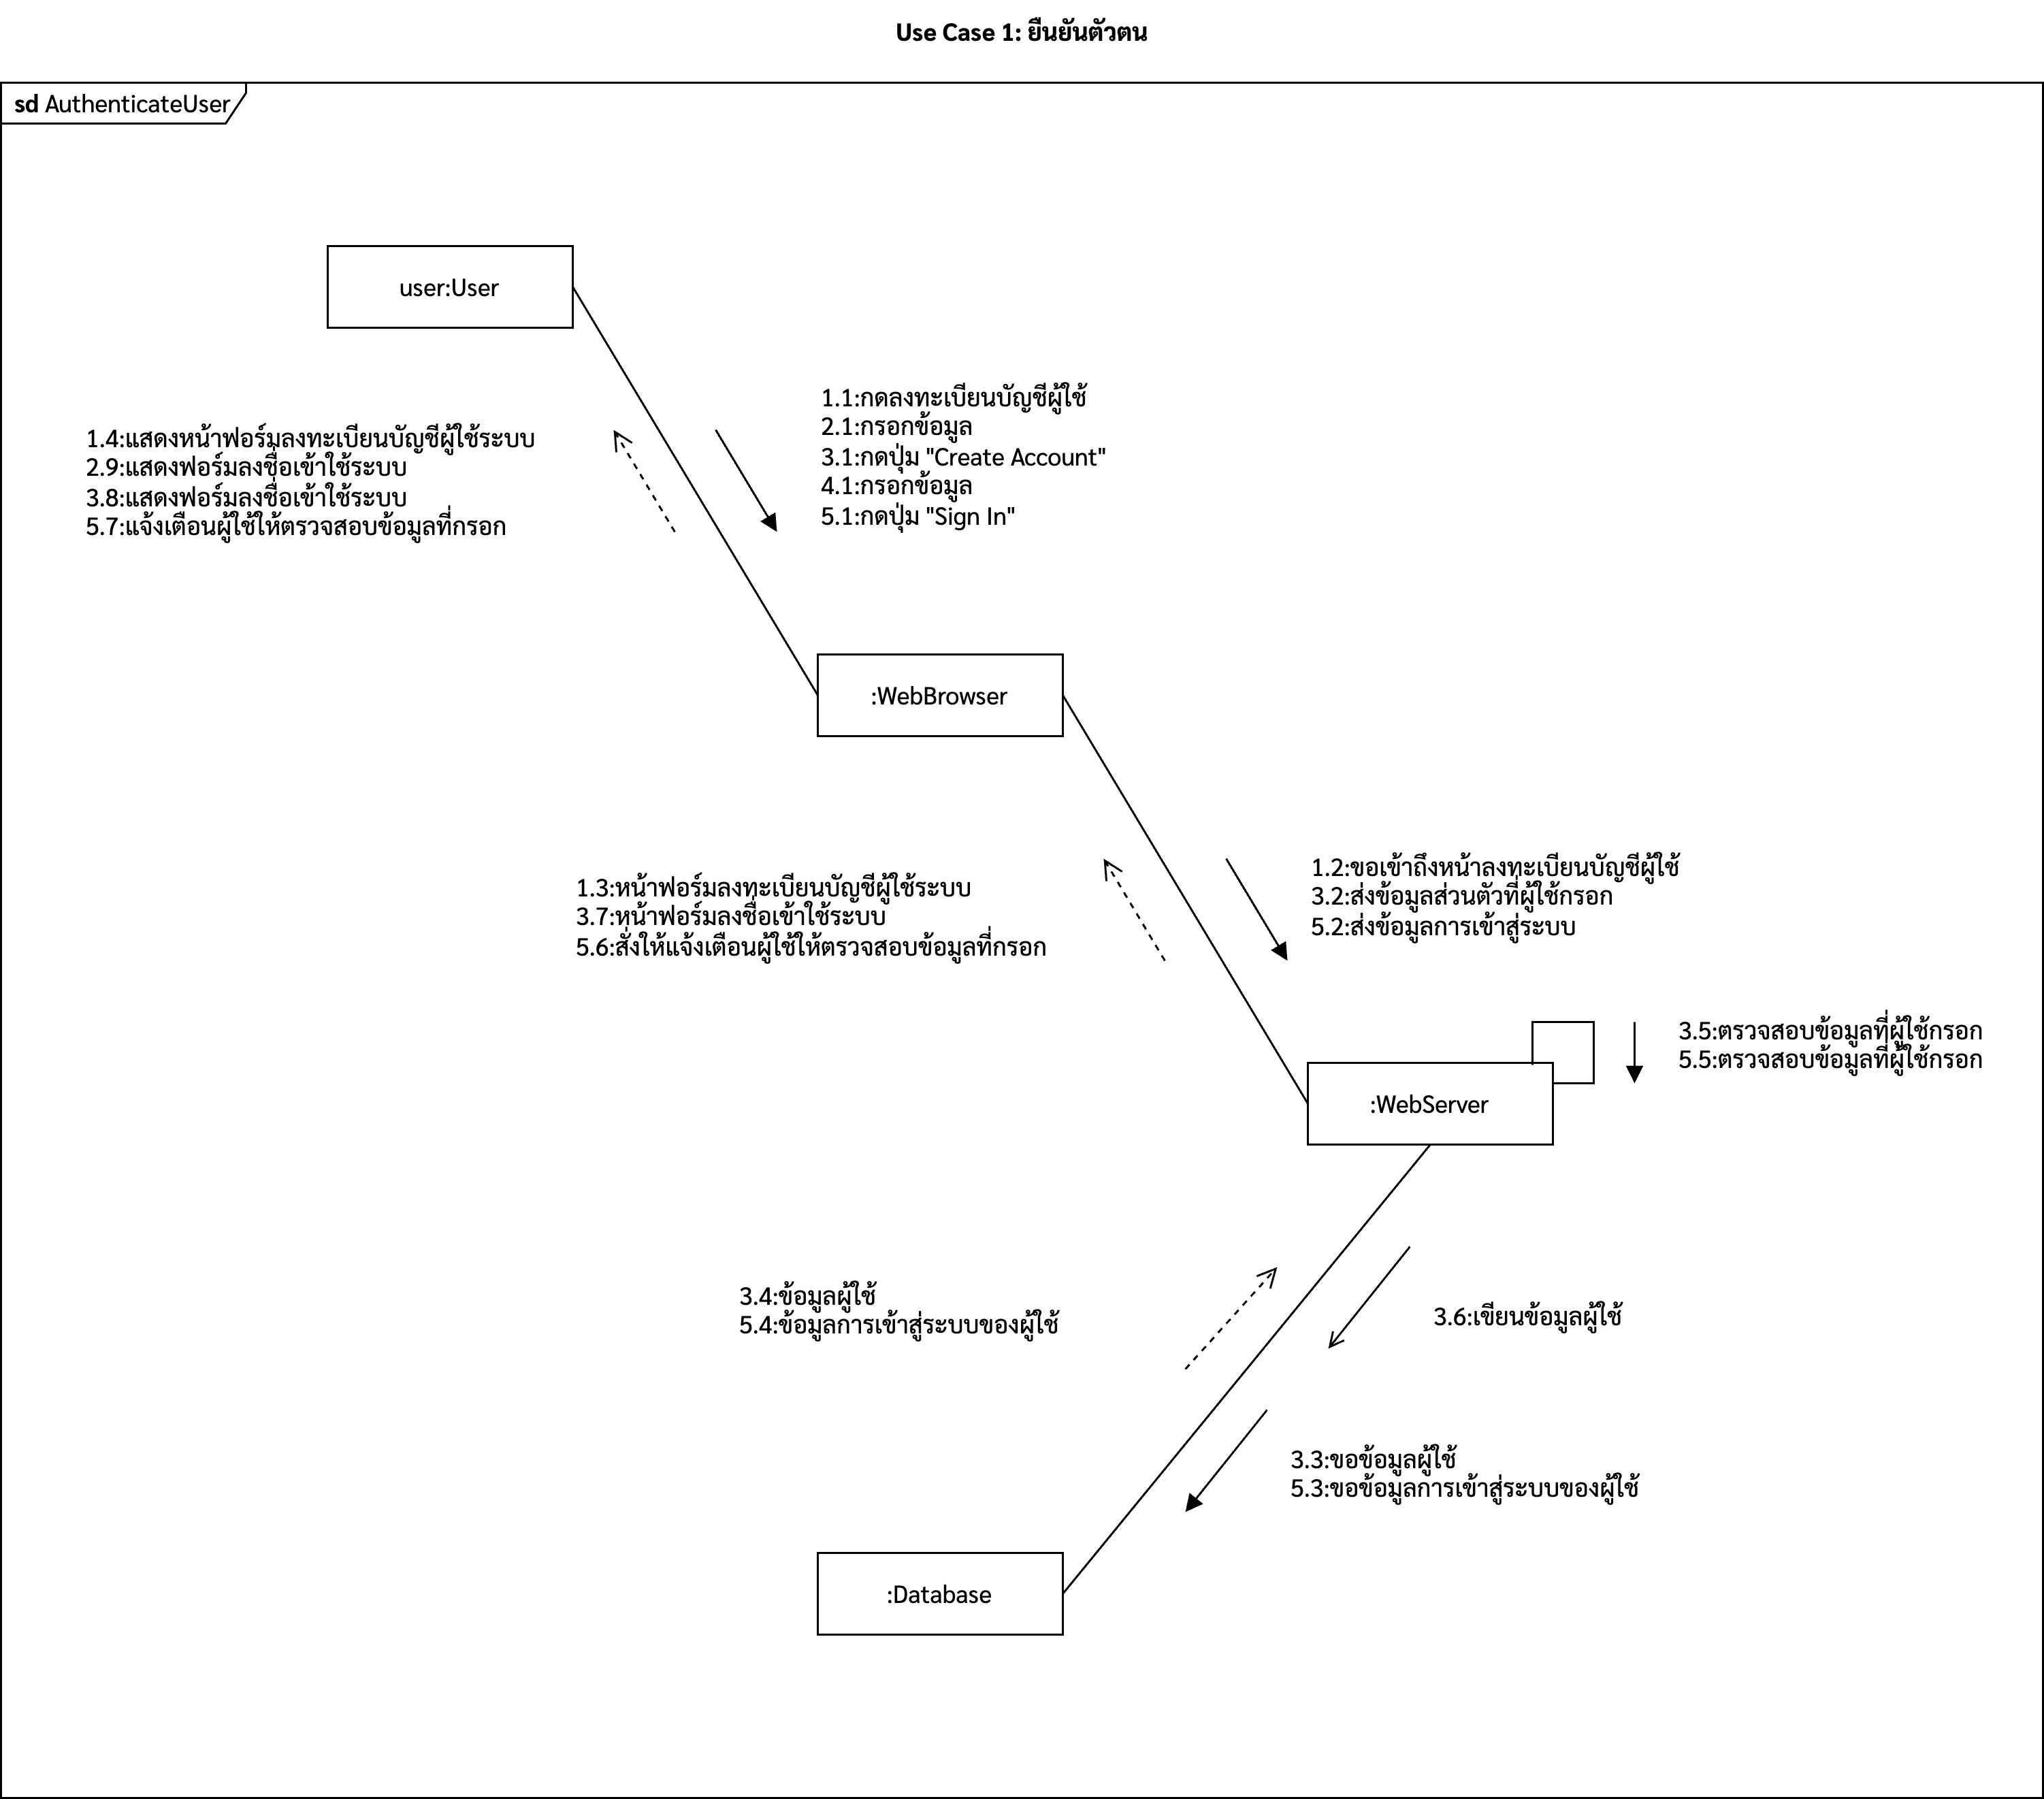 Use Case 1: ยืนยันตัวตน
sd AuthenticateUser
user:User
1.1:กดลงทะเบียนบัญชีผู้ใช้
2.1:กรอกข้อมูล
3.1:กดปุ่ม "Create Account"
4.1:กรอกข้อมูล
5.1:กดปุ่ม "Sign In"
1.4:แสดงหน้าฟอร์มลงทะเบียนบัญชีผู้ใช้ระบบ
2.9:แสดงฟอร์มลงชื่อเข้าใช้ระบบ
3.8:แสดงฟอร์มลงชื่อเข้าใช้ระบบ
5.7:แจ้งเตือนผู้ใช้ให้ตรวจสอบข้อมูลที่กรอก
:WebBrowser
1.2:ขอเข้าถึงหน้าลงทะเบียนบัญชีผู้ใช้
3.2:ส่งข้อมูลส่วนตัวที่ผู้ใช้กรอก
5.2:ส่งข้อมูลการเข้าสู่ระบบ
1.3:หน้าฟอร์มลงทะเบียนบัญชีผู้ใช้ระบบ
3.7:หน้าฟอร์มลงชื่อเข้าใช้ระบบ
5.6:สั่งให้แจ้งเตือนผู้ใช้ให้ตรวจสอบข้อมูลที่กรอก
3.5:ตรวจสอบข้อมูลที่ผู้ใช้กรอก
5.5:ตรวจสอบข้อมูลที่ผู้ใช้กรอก
:WebServer
3.4:ข้อมูลผู้ใช้
5.4:ข้อมูลการเข้าสู่ระบบของผู้ใช้
3.6:เขียนข้อมูลผู้ใช้
3.3:ขอข้อมูลผู้ใช้
5.3:ขอข้อมูลการเข้าสู่ระบบของผู้ใช้
:Database